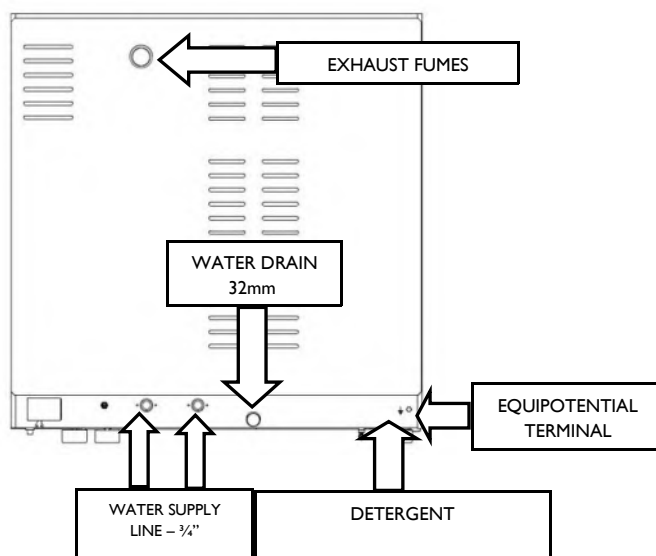 EXHAUST FUMES
WATER DRAIN
32mm
EQUIPOTENTIAL
TERMINAL
WATER SUPPLY
LINE – ¾”
DETERGENT